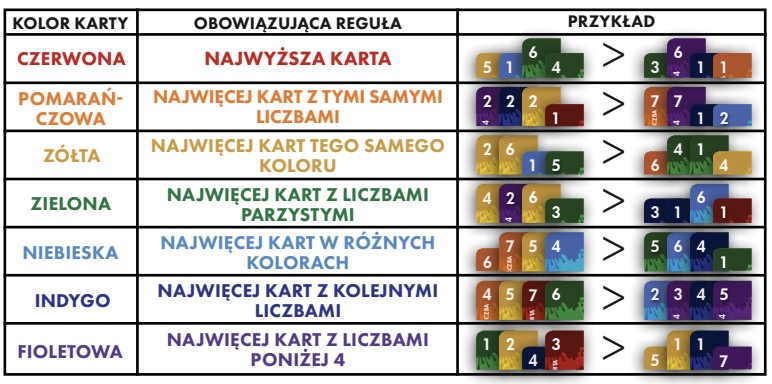 KOLOR KARTY
OBOWIĄZUJĄCA REGUŁA
PRZYKŁAD
CZERWONA
NAJWYŻSZA KARTA
5 1 6 4 > 3 6 1 1
POMARAŃ-
CZOWA
NAJWIĘCEJ KART Z TYMI SAMYMI
LICZBAMI
2 2 2 1 > 7 7 1 2
ŻÓŁTA
NAJWIĘCEJ KART TEGO SAMEGO
KOLORU
2 6 1 5 > 6 4 1 4
ZIELONA
NAJWIĘCEJ KART Z LICZBAMI
PARZYSTYMI
4 2 6 3 > 3 1 6 1
NIEBIESKA
NAJWIĘCEJ KART W RÓŻNYCH
KOLORACH
6 7 5 4 > 5 6 4 1
INDYGO
NAJWIĘCEJ KART Z KOLEJNYMI
LICZBAMI
4 5 7 6 > 2 3 4 5
FIOLETOWA
NAJWIĘCEJ KART Z LICZBAMI
PONIŻEJ 4
1 2 4 3 > 5 1 1 7